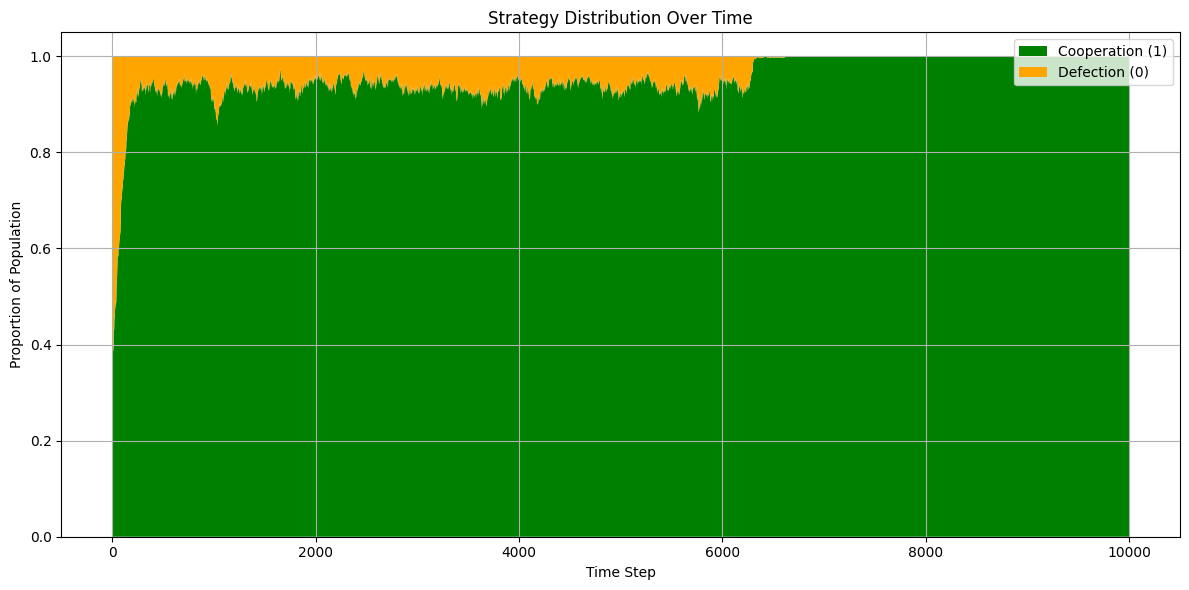 Strategy Distribution Over Time
Cooperation (1)
Defection (0)
Proportion of Population
1.0
0.8
0.6
0.4
0.2
0.0
0
2000
4000
6000
8000
10000
Time Step